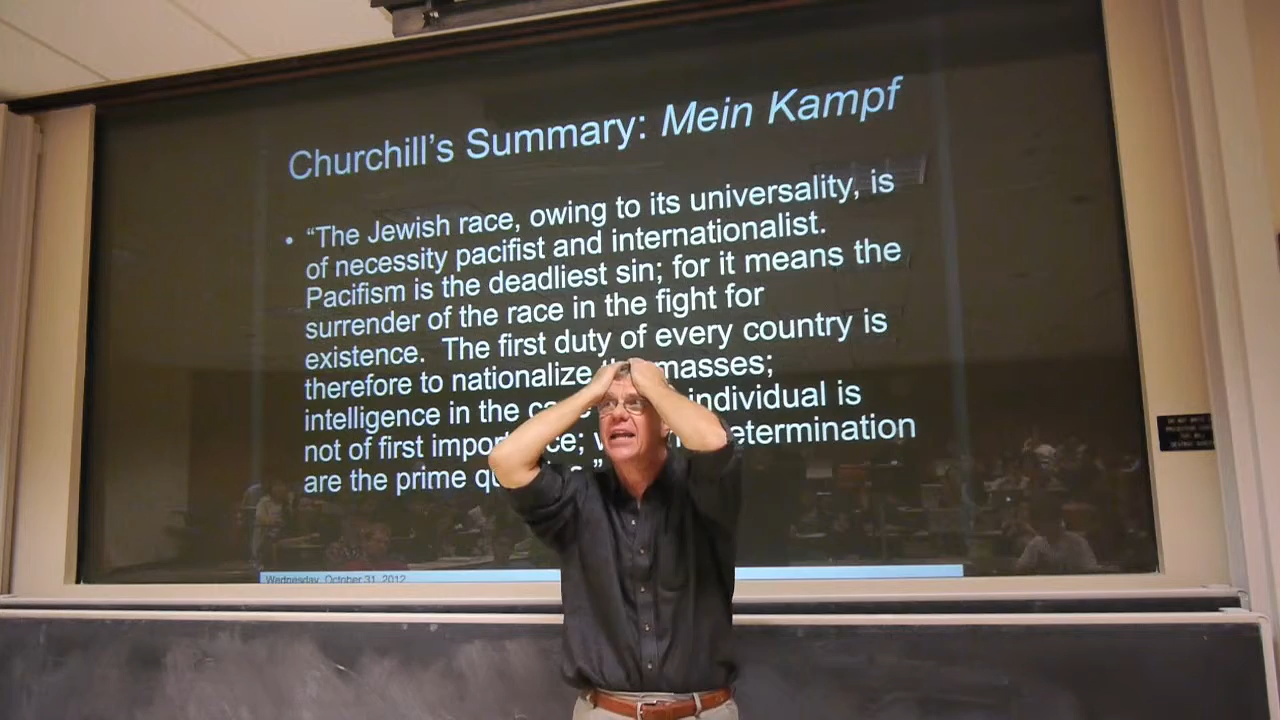 Churchill's Summary: Mein Kampf
• "The Jewish race, owing to its universality, is
of necessity pacifist and internationalist.
Pacifism is the deadliest sin; for it means the
surrender of the race in the fight for
existence. The first duty of every country is
therefore to nationalize masses;
intelligence in the individual is
not of first
are the prime "
Wednesday, October 31, 2012